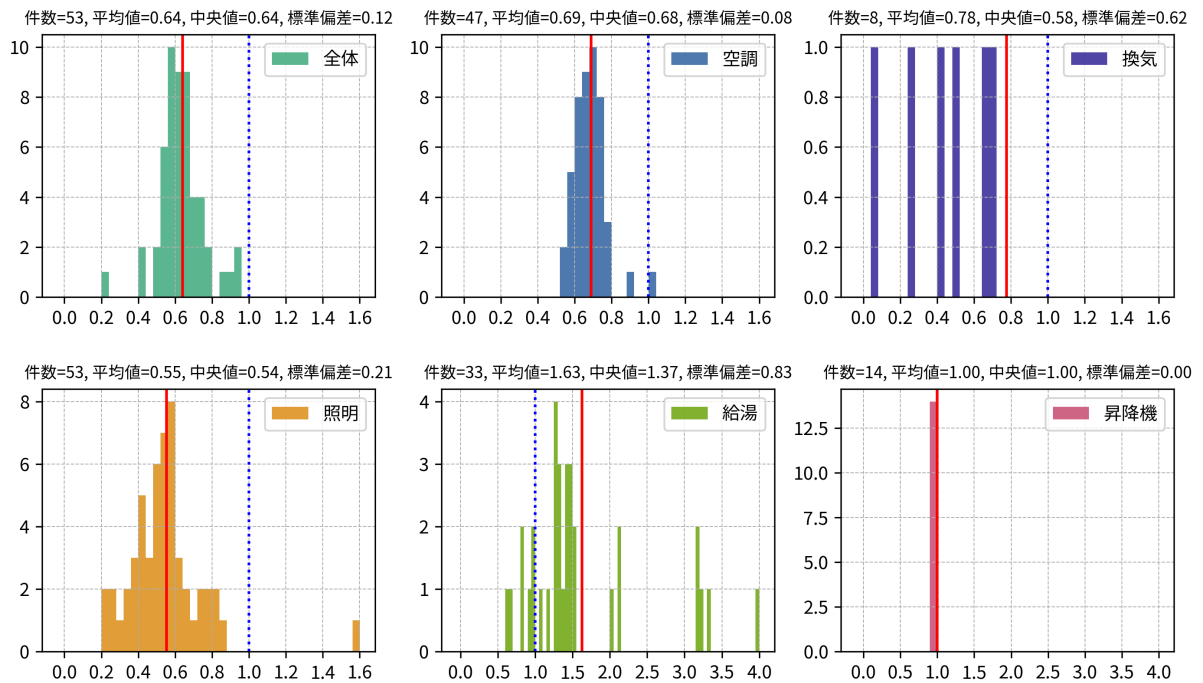 件数=53, 平均値=0.64, 中央値=0.64, 標準偏差=0.12
全体
10
8
6
4
2
0
0.0 0.2 0.4 0.6 0.8 1.0 1.2 1.4 1.6
件数=47, 平均値=0.69, 中央値=0.68, 標準偏差=0.08
空調
10
8
6
4
2
0
0.0 0.2 0.4 0.6 0.8 1.0 1.2 1.4 1.6
件数=8, 平均値=0.78, 中央値=0.58, 標準偏差=0.62
換気
1.0
0.8
0.6
0.4
0.2
0.0
0.0 0.2 0.4 0.6 0.8 1.0 1.2 1.4 1.6
件数=53, 平均値=0.55, 中央値=0.54, 標準偏差=0.21
照明
8
6
4
2
0
0.0 0.2 0.4 0.6 0.8 1.0 1.2 1.4 1.6
件数=33, 平均値=1.63, 中央値=1.37, 標準偏差=0.83
給湯
4
3
2
1
0
0.0 0.5 1.0 1.5 2.0 2.5 3.0 3.5 4.0
件数=14, 平均値=1.00, 中央値=1.00, 標準偏差=0.00
昇降機
12.5
10.0
7.5
5.0
2.5
0.0
0.0 0.5 1.0 1.5 2.0 2.5 3.0 3.5 4.0